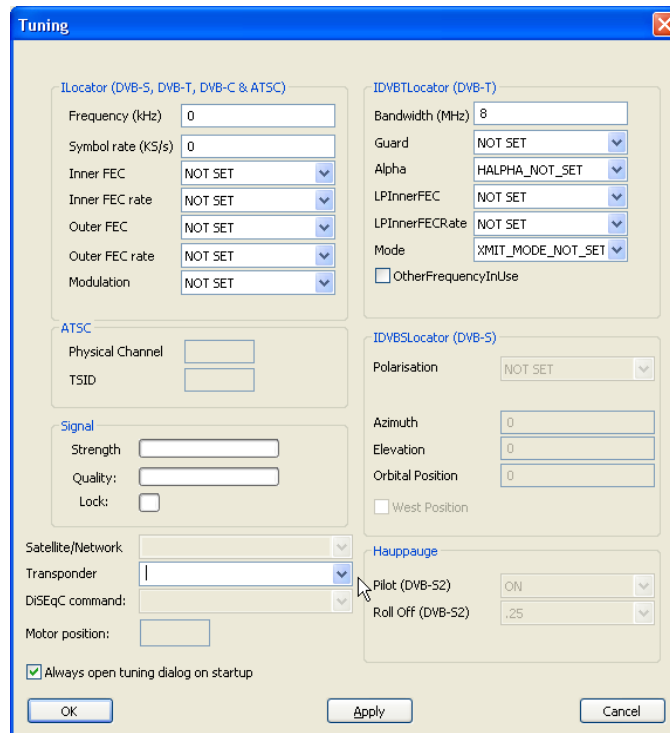 Tuning
ILocator (DVB-S, DVB-T, DVB-C & ATSC)
Frequency (kHz) 0
Symbol rate (KS/s) 0
Inner FEC NOT SET
Inner FEC rate NOT SET
Outer FEC NOT SET
Outer FEC rate NOT SET
Modulation NOT SET
IDVBTLocator (DVB-T)
Bandwidth (MHz) 8
Guard NOT SET
Alpha HALPHA_NOT_SET
LPInnerFEC NOT SET
LPInnerFECRate NOT SET
Mode XMIT_MODE_NOT_SET
OtherFrequencyInUse
ATSC
Physical Channel
TSID
IDVBSLocator (DVB-S)
Polarisation NOT SET
Azimuth 0
Elevation 0
Orbital Position 0
West Position
Signal
Strength
Quality:
Lock:
Satellite/Network
Transponder
DiSEqC command:
Motor position:
Hauppauge
Pilot (DVB-S2) ON
Roll Off (DVB-S2) .25
Always open tuning dialog on startup
OK
Apply
Cancel